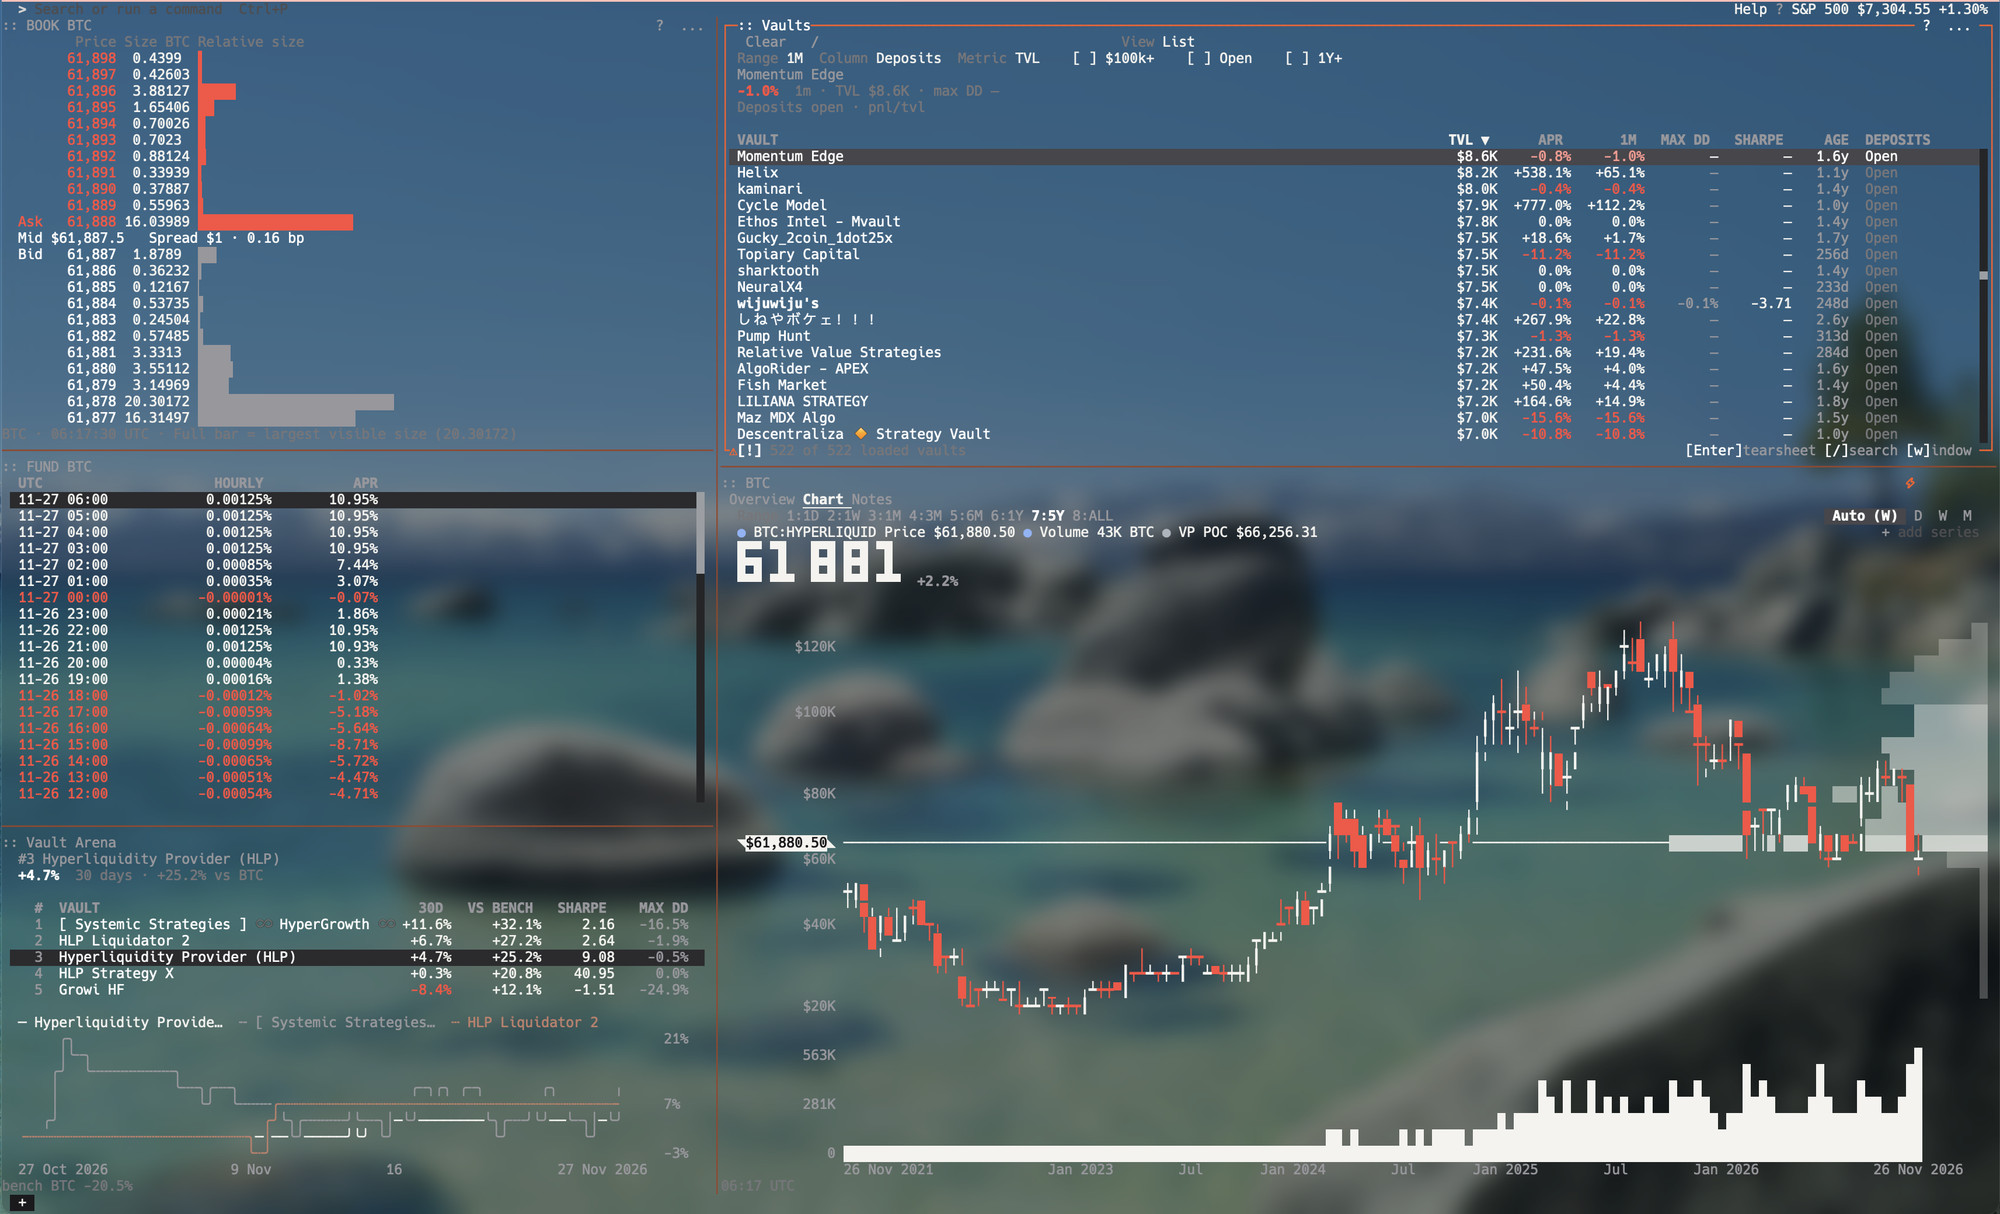 > Search or run a command  Ctrl+P
Help ? S&P 500 $7,304.55 +1.30%
:: BOOK BTC ? ...
Price Size BTC Relative size
61,898 0.4399
61,897 0.42603
61,896 3.88127
61,895 1.65406
61,894 0.70026
61,893 0.7023
61,892 0.88124
61,891 0.33939
61,890 0.37887
61,889 0.55963
Ask 61,888 16.03989
Mid $61,887.5 Spread $1 · 0.16 bp
Bid 61,887 1.8789
61,886 0.36232
61,885 0.12167
61,884 0.53735
61,883 0.24504
61,882 0.57485
61,881 3.3313
61,880 3.55112
61,879 3.14969
61,878 20.30172
61,877 16.31497
BTC · 06:17:30 UTC · Full bar = largest visible size (20.30172)
:: FUND BTC
UTC HOURLY APR
11-27 06:00 0.00125% 10.95%
11-27 05:00 0.00125% 10.95%
11-27 04:00 0.00125% 10.95%
11-27 03:00 0.00125% 10.95%
11-27 02:00 0.00085% 7.44%
11-27 01:00 0.00035% 3.07%
11-27 00:00 -0.00001% -0.07%
11-26 23:00 0.00021% 1.86%
11-26 22:00 0.00125% 10.95%
11-26 21:00 0.00125% 10.93%
11-26 20:00 0.00004% 0.33%
11-26 19:00 0.00016% 1.38%
11-26 18:00 -0.00012% -1.02%
11-26 17:00 -0.00059% -5.18%
11-26 16:00 -0.00064% -5.64%
11-26 15:00 -0.00099% -8.71%
11-26 14:00 -0.00065% -5.72%
11-26 13:00 -0.00051% -4.47%
11-26 12:00 -0.00054% -4.71%
:: Vault Arena
#3 Hyperliquidity Provider (HLP)
+4.7% 30 days · +25.2% vs BTC
# VAULT 30D VS BENCH SHARPE MAX DD
1 [ Systemic Strategies ] HyperGrowth +11.6% +32.1% 2.16 -16.5%
2 HLP Liquidator 2 +6.7% +27.2% 2.64 -1.9%
3 Hyperliquidity Provider (HLP) +4.7% +25.2% 9.08 -0.5%
4 HLP Strategy X +0.3% +20.8% 40.95 0.0%
5 Growi HF -8.4% +12.1% -1.51 -24.9%
— Hyperliquidity Provide… — [ Systemic Strategies… — HLP Liquidator 2
21%
7%
-3%
27 Oct 2026 9 Nov 16 27 Nov 2026
bench BTC -20.5%
+
:: Vaults ? ...
Clear / View List
Range 1M Column Deposits Metric TVL [ ] $100k+ [ ] Open [ ] 1Y+
Momentum Edge
-1.0% 1m · TVL $8.6K · max DD —
Deposits open · pnl/tvl
VAULT TVL ▼ APR 1M MAX DD SHARPE AGE DEPOSITS
Momentum Edge $8.6K -0.8% -1.0% — — 1.6y Open
Helix $8.2K +538.1% +65.1% — — 1.1y Open
kaminari $8.0K -0.4% -0.4% — — 1.4y Open
Cycle Model $7.9K +777.0% +112.2% — — 1.0y Open
Ethos Intel - Mvault $7.8K 0.0% 0.0% — — 1.4y Open
Gucky_2coin_1dot25x $7.5K +18.6% +1.7% — — 1.7y Open
Topiary Capital $7.5K -11.2% -11.2% — — 256d Open
sharktooth $7.5K 0.0% 0.0% — — 1.4y Open
NeuralX4 $7.5K 0.0% 0.0% — — 233d Open
wijuwiju's $7.4K -0.1% -0.1% -0.1% -3.71 248d Open
しねやボケェ！！！ $7.4K +267.9% +22.8% — — 2.6y Open
Pump Hunt $7.3K -1.3% -1.3% — — 313d Open
Relative Value Strategies $7.2K +231.6% +19.4% — — 284d Open
AlgoRider - APEX $7.2K +47.5% +4.0% — — 1.6y Open
Fish Market $7.2K +50.4% +4.4% — — 1.4y Open
LILIANA STRATEGY $7.2K +164.6% +14.9% — — 1.8y Open
Maz MDX Algo $7.0K -15.6% -15.6% — — 1.5y Open
Descentraliza 🔶 Strategy Vault $7.0K -10.8% -10.8% — — 1.0y Open
[!] 522 of 522 loaded vaults [Enter]tearsheet [/]search [w]indow
:: BTC
Overview Chart Notes
1:1D 2:1W 3:1M 4:3M 5:6M 6:1Y 7:5Y 8:ALL Auto (W) D W M
● BTC:HYPERLIQUID Price $61,880.50 ● Volume 43K BTC ● VP POC $66,256.31 + add series
61881 +2.2%
$120K
$100K
$80K
$61,880.50
$60K
$40K
$20K
563K
281K
0
26 Nov 2021 Jan 2023 Jul Jan 2024 Jul Jan 2025 Jul Jan 2026 26 Nov 2026
06:17 UTC